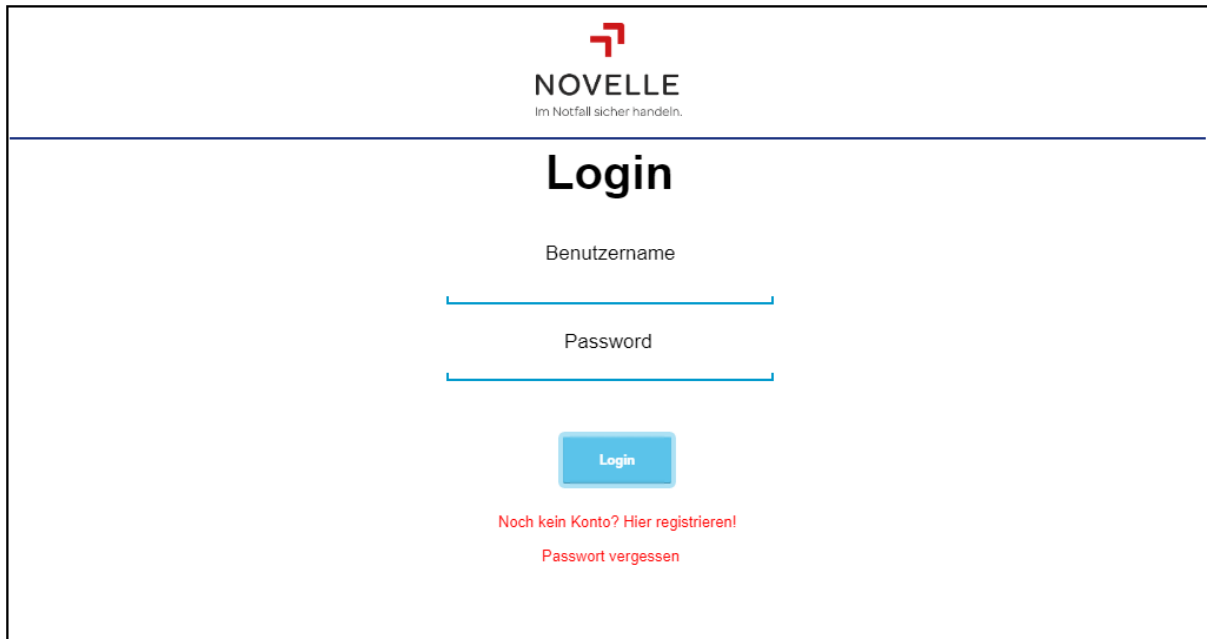 NOVELLE
Im Notfall sicher handeln.
Login
Benutzername
Password
Login
Noch kein Konto? Hier registrieren!
Passwort vergessen